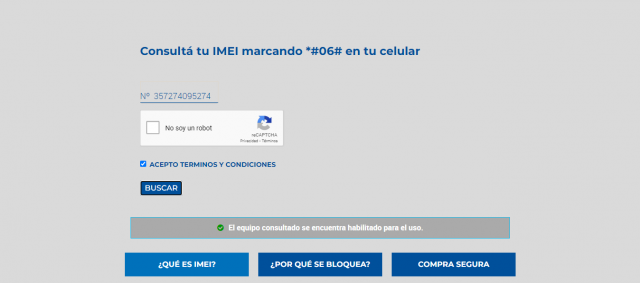 Consultá tu IMEI marcando *#06# en tu celular
Nº 357274095274
No soy un robot
reCAPTCHA
Privacidad - Términos
ACEPTO TERMINOS Y CONDICIONES
BUSCAR
El equipo consultado se encuentra habilitado para el uso.
¿QUÉ ES IMEI?
¿POR QUÉ SE BLOQUEA?
COMPRA SEGURA